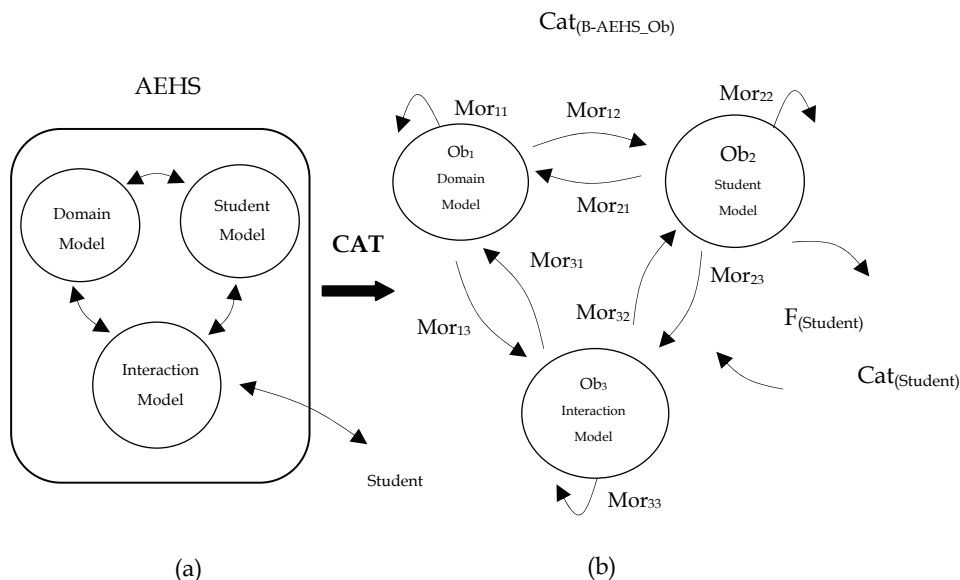 Cat(B-AEHS_Ob)
AEHS
Domain
Model
Student
Model
Interaction
Model
Student
(a)
CAT
Mor11
Mor12
Mor22
Ob1
Domain
Model
Ob2
Student
Model
Mor21
Mor31
Mor13
Mor32
Mor23
F(Student)
Cat(Student)
Ob3
Interaction
Model
Mor33
(b)